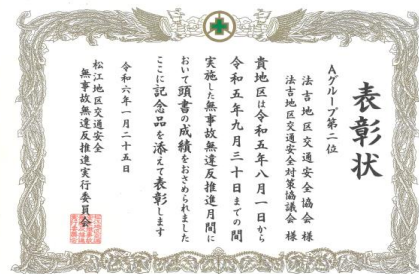 表彰状
Aグループ第二位
法吉地区交通安全協会 様
法吉地区交通安全対策協議会 様
貴地区は令和五年八月一日から
令和五年九月三十日までの間
実施した無事故無違反推進月間に
おいて頭書の成績をおさめられました
ここに記念品を添えて表彰します
令和六年一月二十五日
松江地区交通安全
無事故無違反推進実行委員会